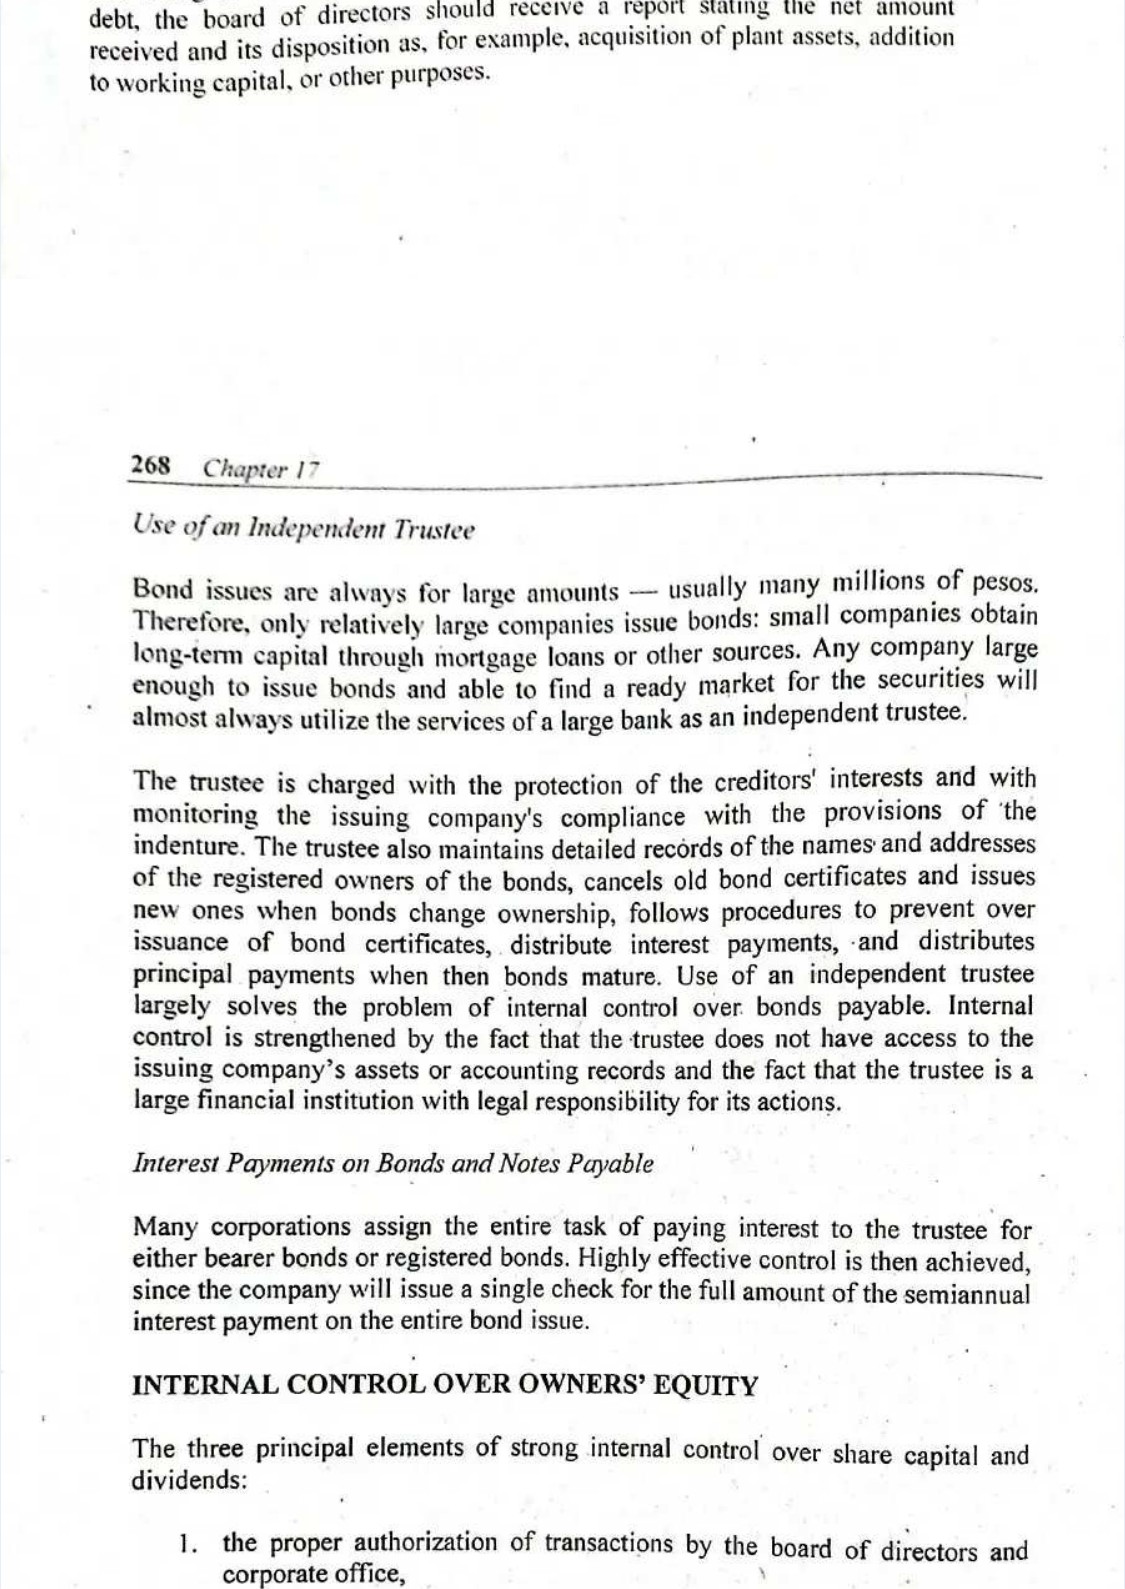 debt, the board of directors should receive a report stating the net amount
received and its disposition as, for example, acquisition of plant assets, addition
to working capital, or other purposes.
268 Chapter 17
Use of an Independent Trustee
Bond issues are always for large amounts — usually many millions of pesos.
Therefore, only relatively large companies issue bonds: small companies obtain
long-term capital through mortgage loans or other sources. Any company large
enough to issue bonds and able to find a ready market for the securities will
almost always utilize the services of a large bank as an independent trustee.
The trustee is charged with the protection of the creditors' interests and with
monitoring the issuing company's compliance with the provisions of the
indenture. The trustee also maintains detailed records of the names and addresses
of the registered owners of the bonds, cancels old bond certificates and issues
new ones when bonds change ownership, follows procedures to prevent over
issuance of bond certificates, distribute interest payments, and distributes
principal payments when then bonds mature. Use of an independent trustee
largely solves the problem of internal control over bonds payable. Internal
control is strengthened by the fact that the trustee does not have access to the
issuing company's assets or accounting records and the fact that the trustee is a
large financial institution with legal responsibility for its actions.
Interest Payments on Bonds and Notes Payable
Many corporations assign the entire task of paying interest to the trustee for
either bearer bonds or registered bonds. Highly effective control is then achieved,
since the company will issue a single check for the full amount of the semiannual
interest payment on the entire bond issue.
INTERNAL CONTROL OVER OWNERS' EQUITY
The three principal elements of strong internal control over share capital and
dividends:
1. the proper authorization of transactions by the board of directors and
corporate office,